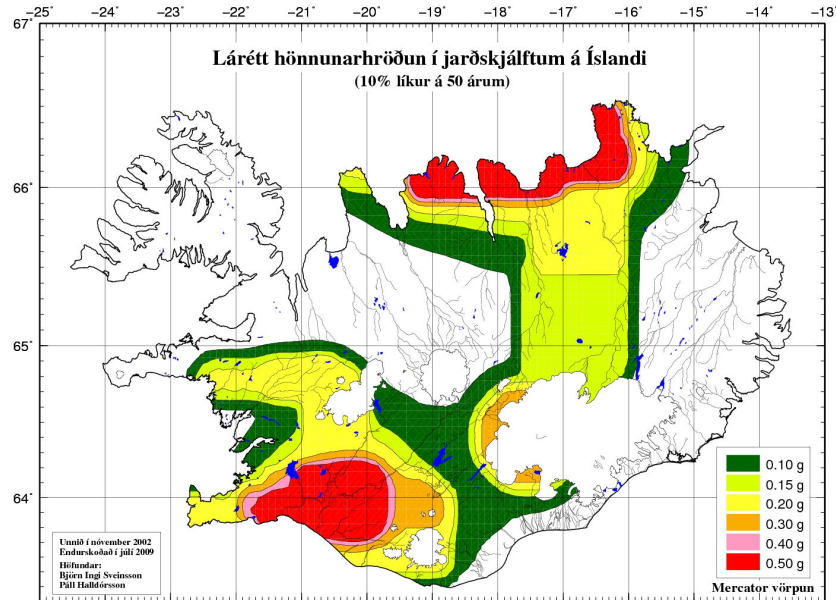 −25° −24° −23° −22° −21° −20° −19° −18° −17° −16° −15° −14° −13°
67°
Lárétt hönnunarhröðun í jarðskjálftum á Íslandi
(10% líkur á 50 árum)
66°
65°
64°
0.10 g
0.15 g
0.20 g
0.30 g
0.40 g
0.50 g
Unnið í nóvember 2002
Endurskoðað í júlí 2009
Höfundar:
Björn Ingi Sveinsson
Páll Halldórsson
Mercator vörpun